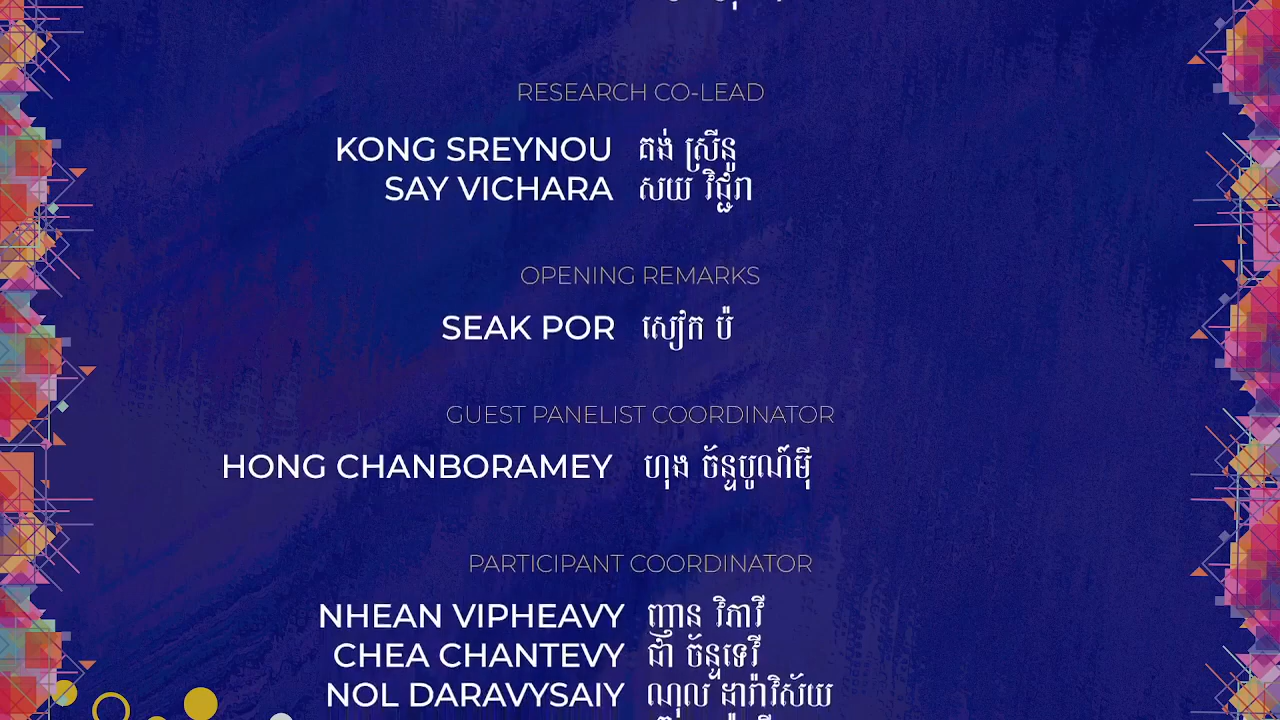 RESEARCH CO-LEAD
KONG SREYNOU គង់ ស្រីនូ
SAY VICHARA សយ វិជ្ជរា
OPENING REMARKS
SEAK POR សៀក ប៉
GUEST PANELIST COORDINATOR
HONG CHANBORAMEY ហុង ច័ន្ទបូណ៌ម៉ី
PARTICIPANT COORDINATOR
NHEAN VIPHEAVY ញាន វិភាវី
CHEA CHANTEVY ជា ច័ន្ទទេវី
NOL DARAVYSAIY ណុល ដារ៉ាវិស័យ